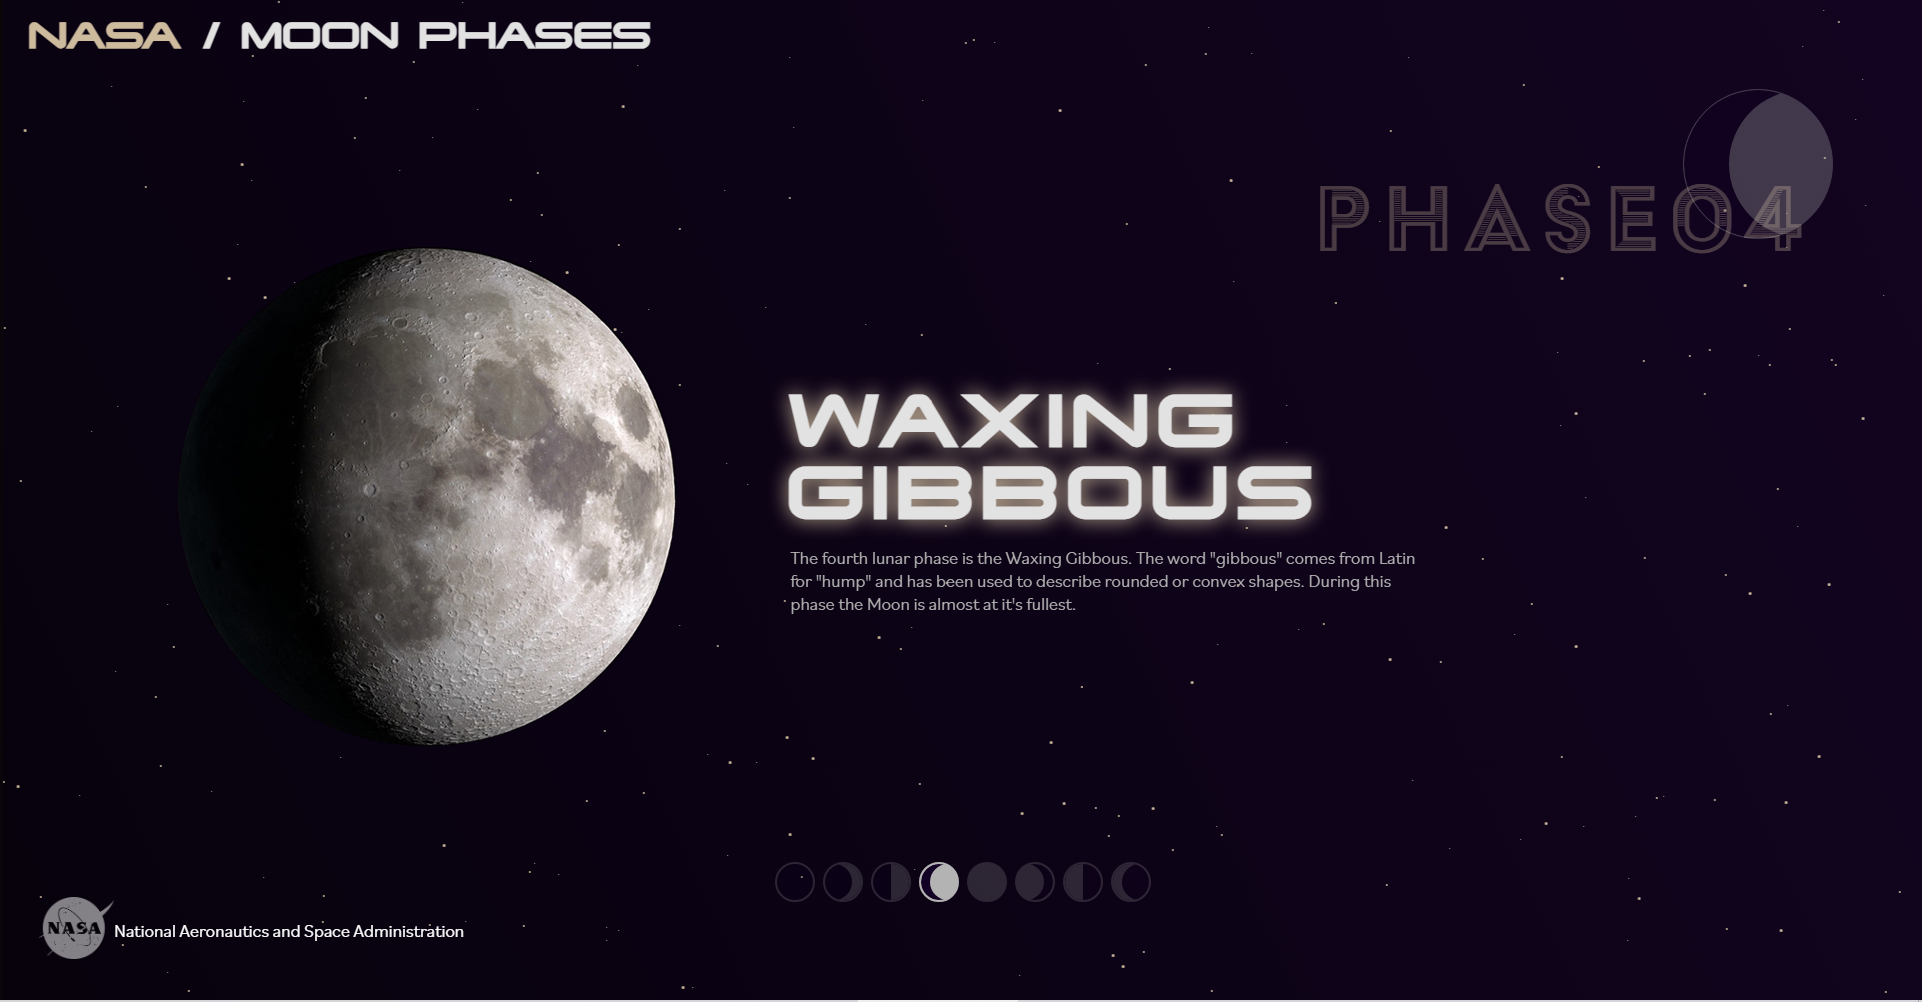 NASA / MOON PHASES
PHASE04
WAXING
GIBBOUS
The fourth lunar phase is the Waxing Gibbous. The word "gibbous" comes from Latin
for "hump" and has been used to describe rounded or convex shapes. During this
phase the Moon is almost at it's fullest.
NASA
National Aeronautics and Space Administration